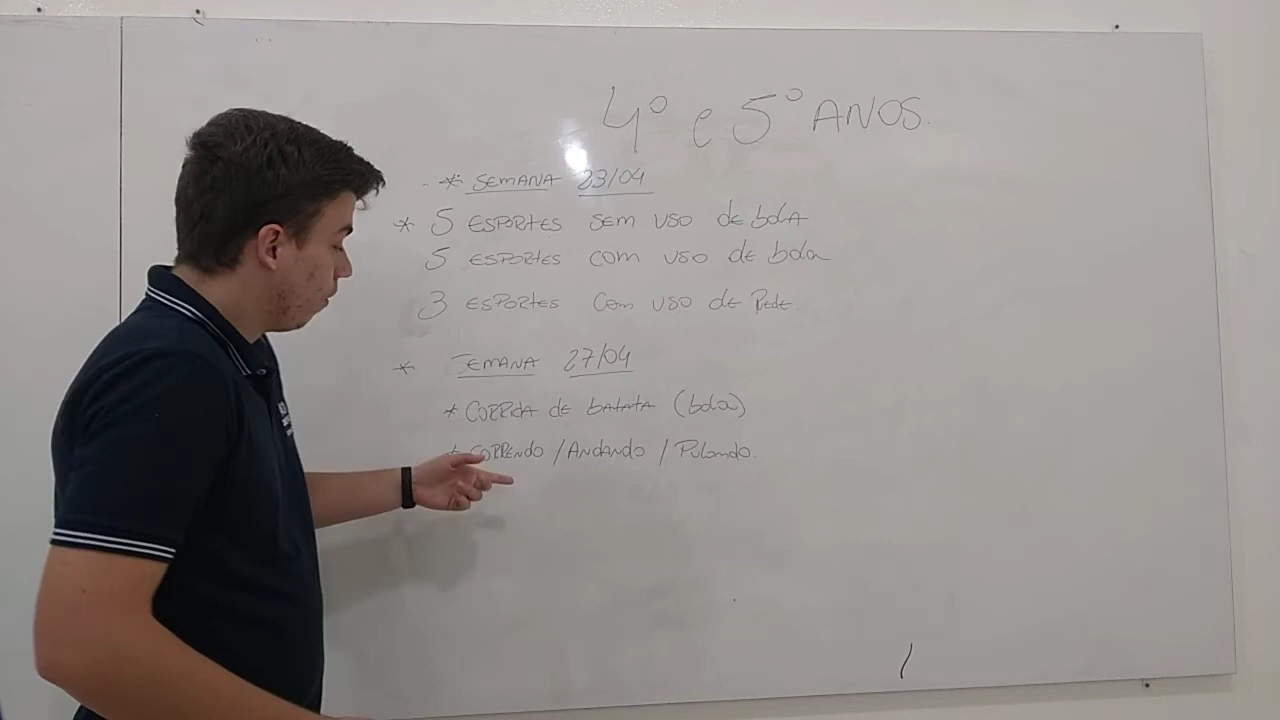 4º e 5º ANOS.
* SEMANA 23/04
* 5 ESPORTES SEM USO DE bolA
5 ESPORTES com USO DE bola
3 ESPORTES Com USO DE REDE.
* SEMANA 27/04
* CORRIDA de batata (bola)
* CORRENdo / ANdANdo / Pulando.